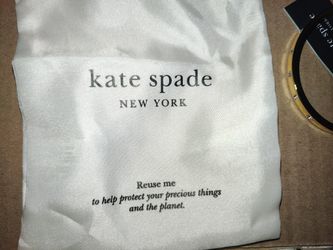 kate spade
NEW YORK
Reuse me
to help protect your precious things
and the planet.